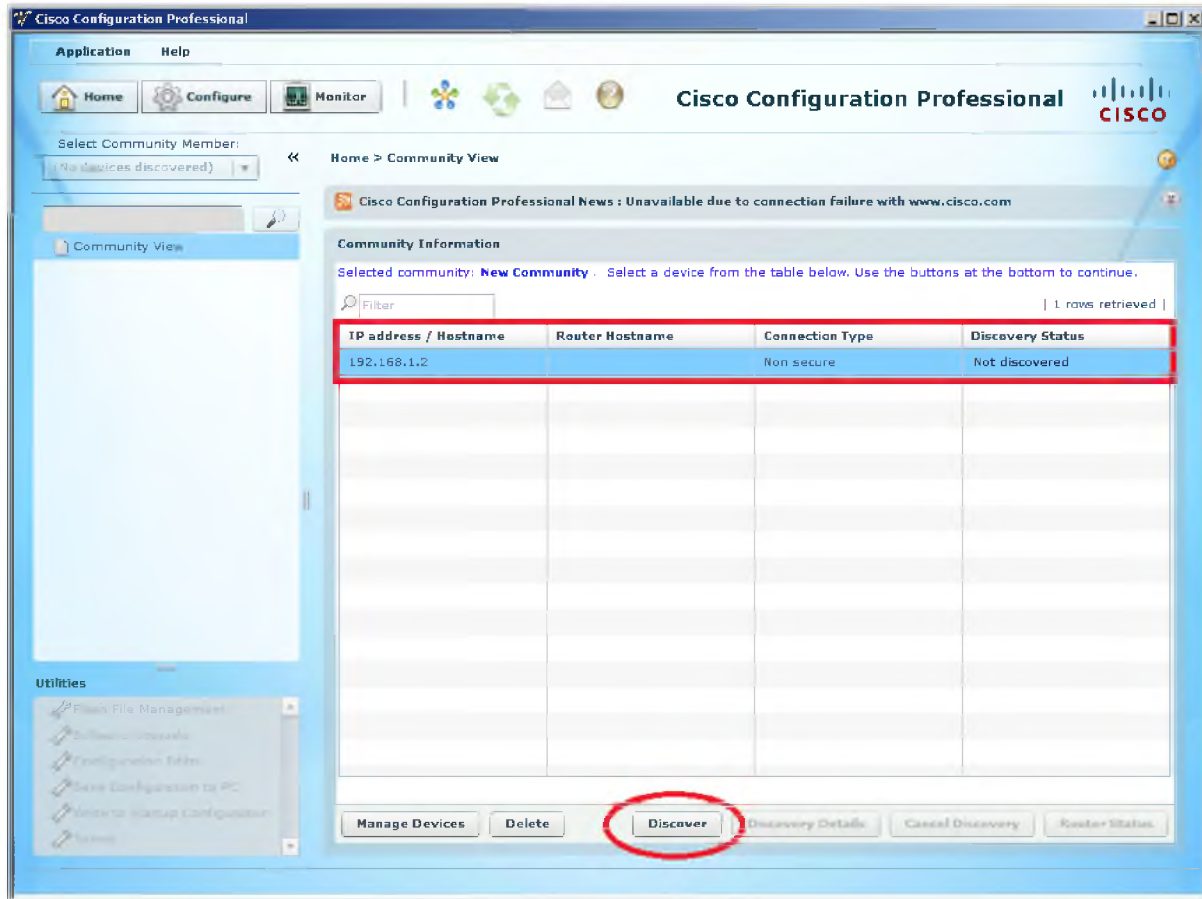 Cisco Configuration Professional
Application Help
Home Configure Monitor
Cisco Configuration Professional
CISCO
Select Community Member:
(No devices discovered)
Home > Community View
Cisco Configuration Professional News : Unavailable due to connection failure with www.cisco.com
Community View
Community Information
Selected community: New Community . Select a device from the table below. Use the buttons at the bottom to continue.
Filter
| 1 rows retrieved |
IP address / Hostname Router Hostname Connection Type Discovery Status
192.168.1.2 Non secure Not discovered
Utilities
Flash File Management
Configuration Editor
Save Configuration to PC
Write to Startup Configuration
Manage Devices Delete Discover Discovery Details Cancel Discovery Router Status